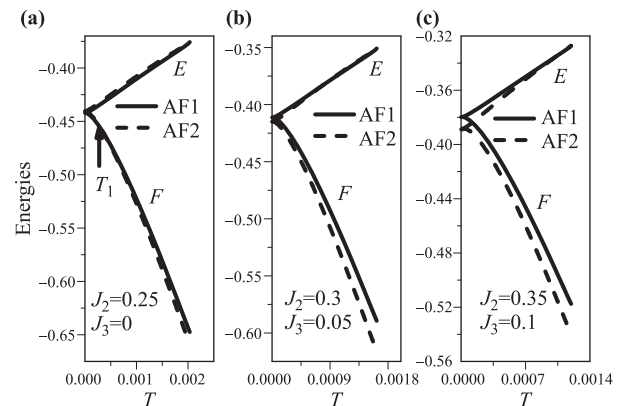 (a)
Energies
−0.40
−0.45
−0.50
−0.55
−0.60
−0.65
E
AF1
AF2
T1
F
J2=0.25
J3=0
0.000
0.001
0.002
T
(b)
−0.35
−0.40
−0.45
−0.50
−0.55
−0.60
E
AF1
AF2
F
J2=0.3
J3=0.05
0.0000
0.0009
0.0018
T
(c)
−0.32
−0.36
−0.40
−0.44
−0.48
−0.52
−0.56
E
AF1
AF2
F
J2=0.35
J3=0.1
0.0000
0.0007
0.0014
T